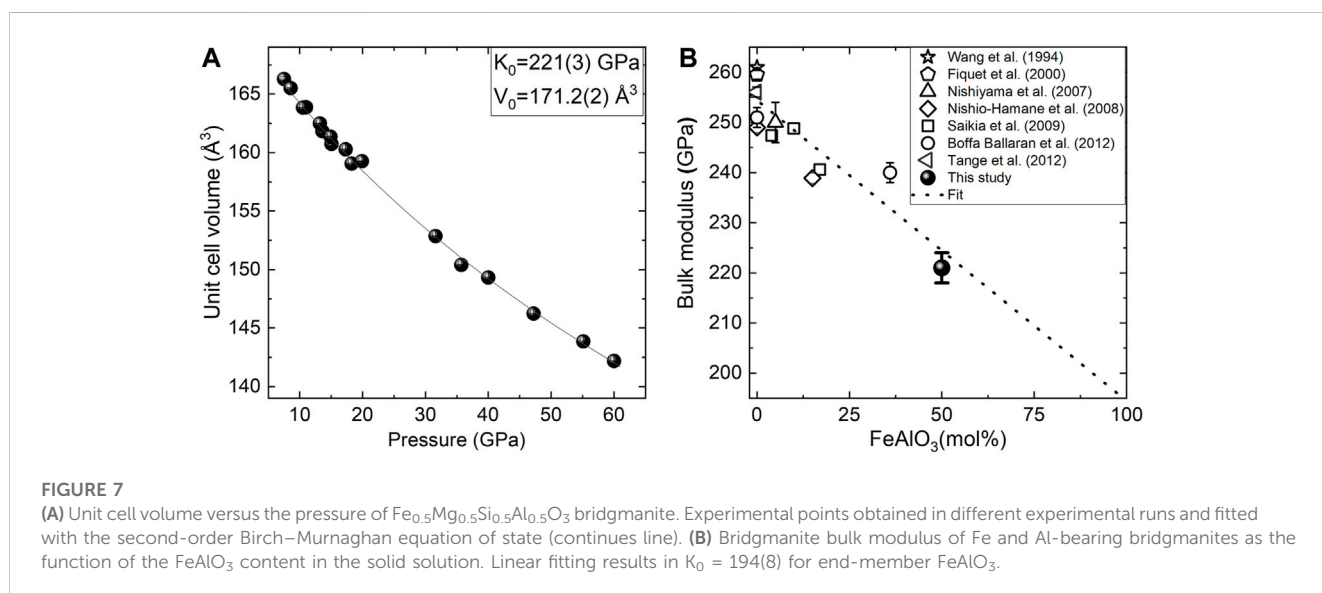 A
K₀=221(3) GPa
V₀=171.2(2) Å³
Unit cell volume (Å³)
165
160
155
150
145
140
10 20 30 40 50 60
Pressure (GPa)
B
Wang et al. (1994)
Fiquet et al. (2000)
Nishiyama et al. (2007)
Nishio-Hamane et al. (2008)
Saikia et al. (2009)
Boffa Ballaran et al. (2012)
Tange et al. (2012)
This study
Fit
Bulk modulus (GPa)
260
250
240
230
220
210
200
0 25 50 75 100
FeAlO₃(mol%)
FIGURE 7
(A) Unit cell volume versus the pressure of Fe₀.₅Mg₀.₅Si₀.₅Al₀.₅O₃ bridgmanite. Experimental points obtained in different experimental runs and fitted
with the second-order Birch–Murnaghan equation of state (continues line). (B) Bridgmanite bulk modulus of Fe and Al-bearing bridgmanites as the
function of the FeAlO₃ content in the solid solution. Linear fitting results in K₀ = 194(8) for end-member FeAlO₃.